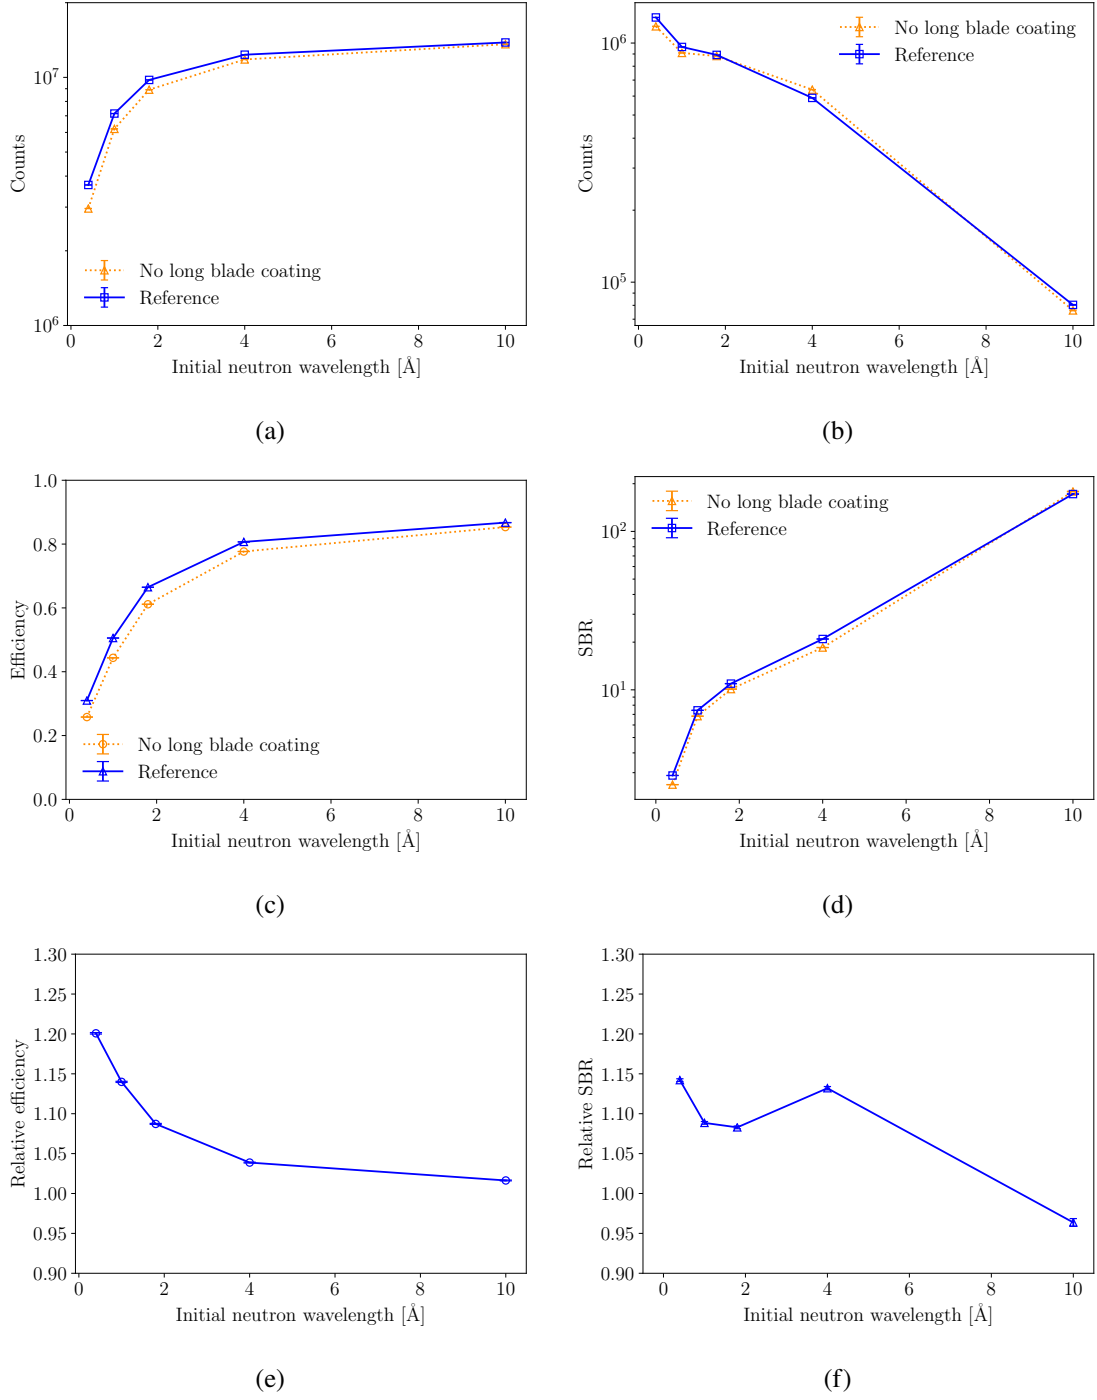 10^7
10^6
Counts
No long blade coating
Reference
0 2 4 6 8 10
Initial neutron wavelength [Å]
(a)
10^6
10^5
Counts
No long blade coating
Reference
0 2 4 6 8 10
Initial neutron wavelength [Å]
(b)
1.0
0.8
0.6
0.4
0.2
0.0
Efficiency
No long blade coating
Reference
0 2 4 6 8 10
Initial neutron wavelength [Å]
(c)
10^2
10^1
SBR
No long blade coating
Reference
0 2 4 6 8 10
Initial neutron wavelength [Å]
(d)
1.30
1.25
1.20
1.15
1.10
1.05
1.00
0.95
0.90
Relative efficiency
0 2 4 6 8 10
Initial neutron wavelength [Å]
(e)
1.30
1.25
1.20
1.15
1.10
1.05
1.00
0.95
0.90
Relative SBR
0 2 4 6 8 10
Initial neutron wavelength [Å]
(f)